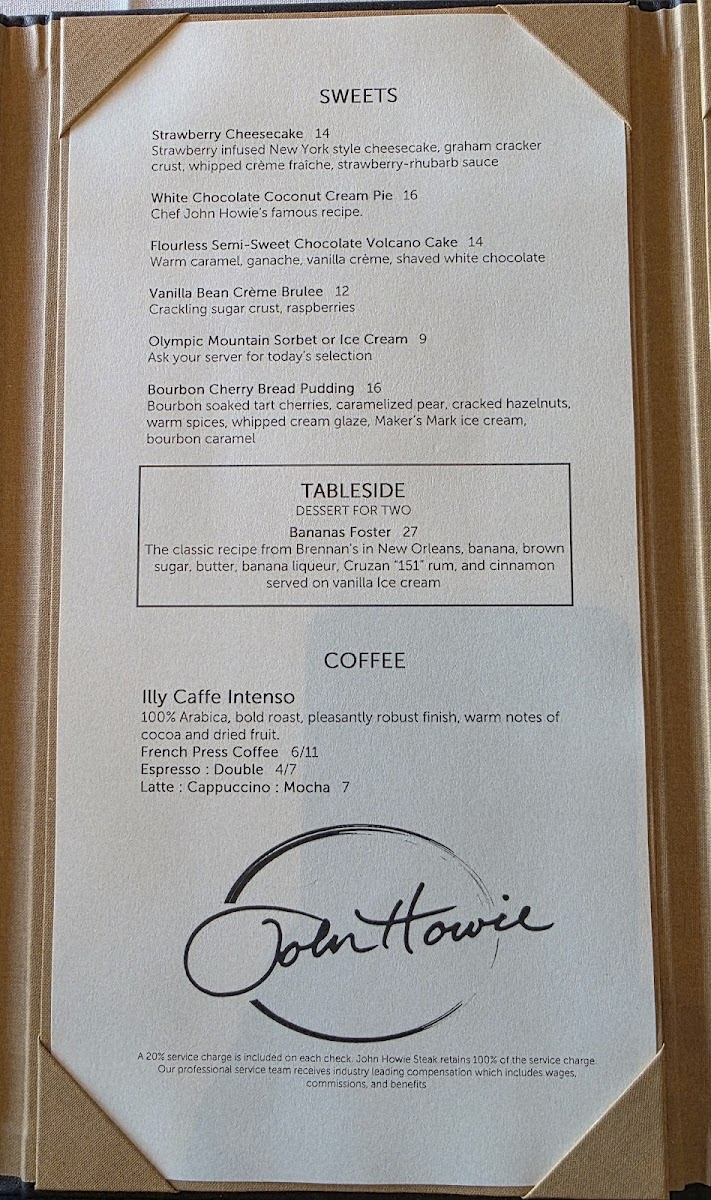 SWEETS
Strawberry Cheesecake 14
Strawberry infused New York style cheesecake, graham cracker
crust, whipped crème fraîche, strawberry-rhubarb sauce
White Chocolate Coconut Cream Pie 16
Chef John Howie's famous recipe.
Flourless Semi-Sweet Chocolate Volcano Cake 14
Warm caramel, ganache, vanilla crème, shaved white chocolate
Vanilla Bean Crème Brulee 12
Crackling sugar crust, raspberries
Olympic Mountain Sorbet or Ice Cream 9
Ask your server for today's selection
Bourbon Cherry Bread Pudding 16
Bourbon soaked tart cherries, caramelized pear, cracked hazelnuts,
warm spices, whipped cream glaze, Maker's Mark ice cream,
bourbon caramel
TABLESIDE
DESSERT FOR TWO
Bananas Foster 27
The classic recipe from Brennan's in New Orleans, banana, brown
sugar, butter, banana liqueur, Cruzan "151" rum, and cinnamon
served on vanilla Ice cream
COFFEE
Illy Caffe Intenso
100% Arabica, bold roast, pleasantly robust finish, warm notes of
cocoa and dried fruit.
French Press Coffee 6/11
Espresso : Double 4/7
Latte : Cappuccino : Mocha 7
John Howie
A 20% service charge is included on each check. John Howie Steak retains 100% of the service charge.
Our professional service team receives industry leading compensation which includes wages,
commissions, and benefits